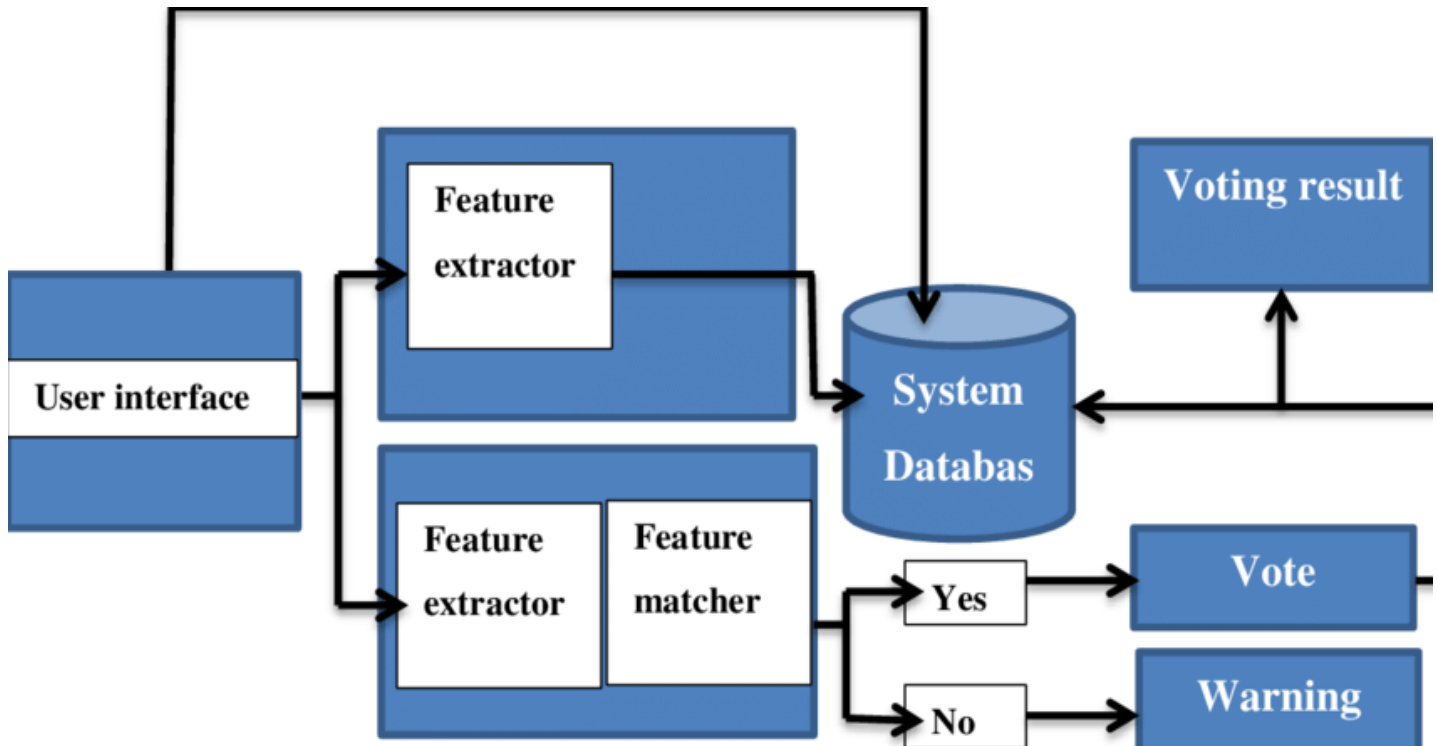 Feature
extractor
Voting result
User interface
System
Databas
Feature
extractor
Feature
matcher
Yes
Vote
No
Warning